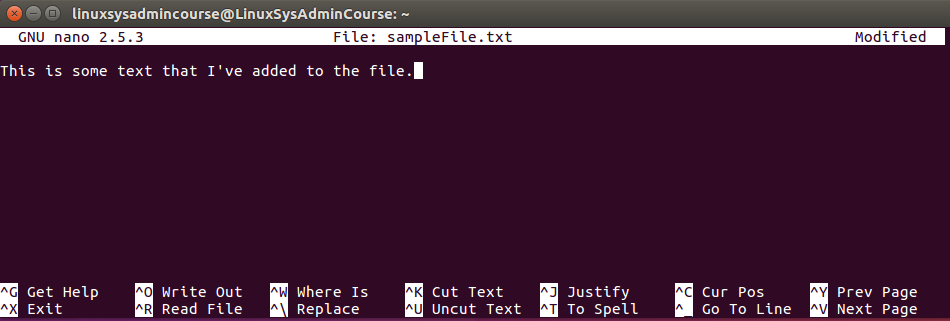 linuxsysadmincourse@LinuxSysAdminCourse: ~
GNU nano 2.5.3 File: sampleFile.txt Modified
This is some text that I've added to the file.
^G Get Help ^O Write Out ^W Where Is ^K Cut Text ^J Justify ^C Cur Pos ^Y Prev Page
^X Exit ^R Read File ^\ Replace ^U Uncut Text ^T To Spell ^_ Go To Line ^V Next Page